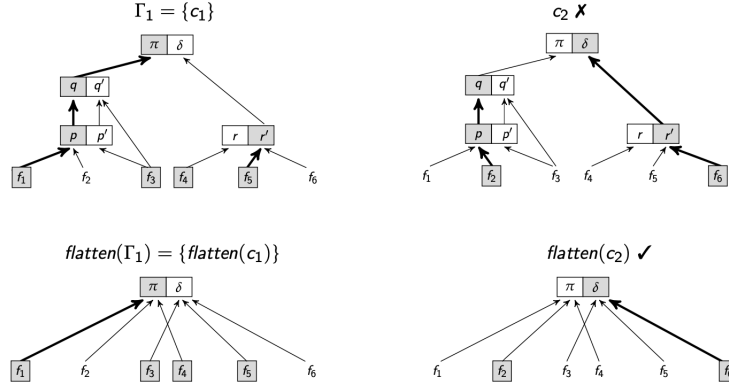 Γ₁ = {c₁}
c₂ ✗
π δ
π δ
q q′
q q′
p p′
r r′
p p′
r r′
f₁ f₂ f₃ f₄ f₅ f₆
f₁ f₂ f₃ f₄ f₅ f₆
flatten(Γ₁) = {flatten(c₁)}
flatten(c₂) ✓
π δ
π δ
f₁ f₂ f₃ f₄ f₅ f₆
f₁ f₂ f₃ f₄ f₅